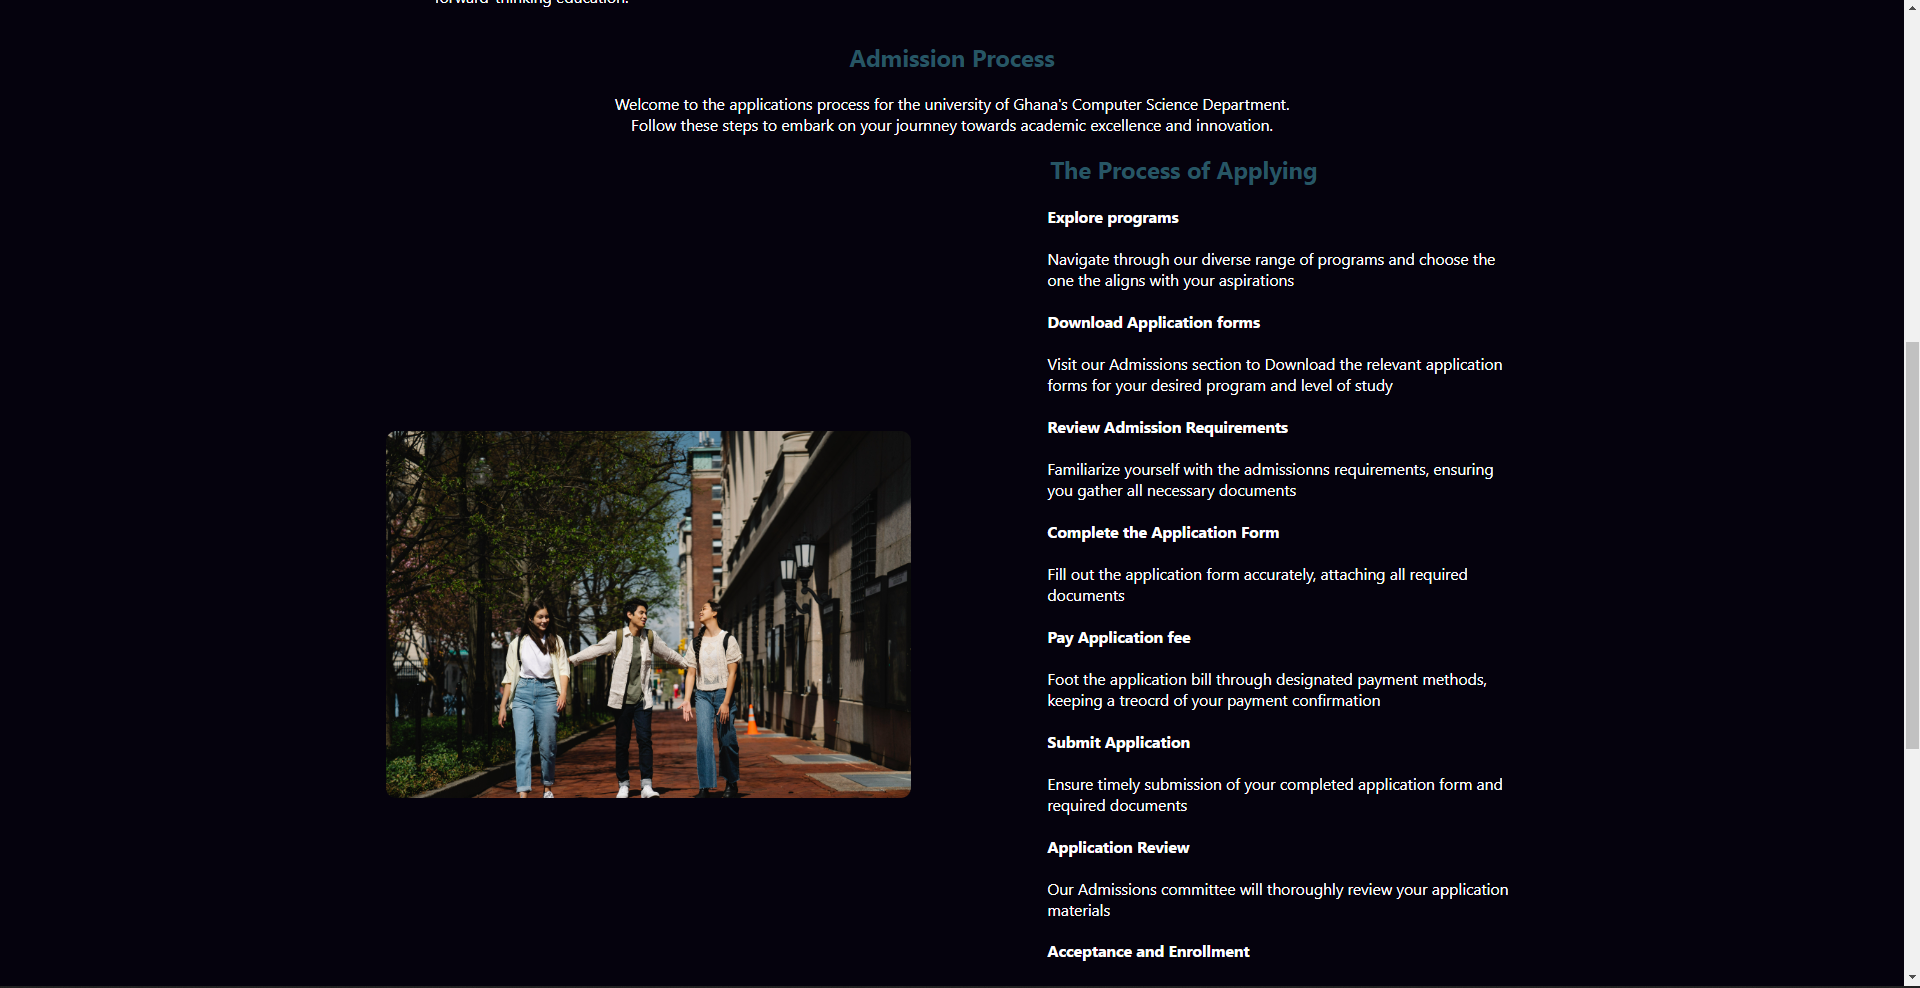 forward-thinking education.
Admission Process
Welcome to the applications process for the university of Ghana's Computer Science Department.
Follow these steps to embark on your journney towards academic excellence and innovation.
The Process of Applying
Explore programs
Navigate through our diverse range of programs and choose the
one the aligns with your aspirations
Download Application forms
Visit our Admissions section to Download the relevant application
forms for your desired program and level of study
Review Admission Requirements
Familiarize yourself with the admissionns requirements, ensuring
you gather all necessary documents
Complete the Application Form
Fill out the application form accurately, attaching all required
documents
Pay Application fee
Foot the application bill through designated payment methods,
keeping a treocrd of your payment confirmation
Submit Application
Ensure timely submission of your completed application form and
required documents
Application Review
Our Admissions committee will thoroughly review your application
materials
Acceptance and Enrollment